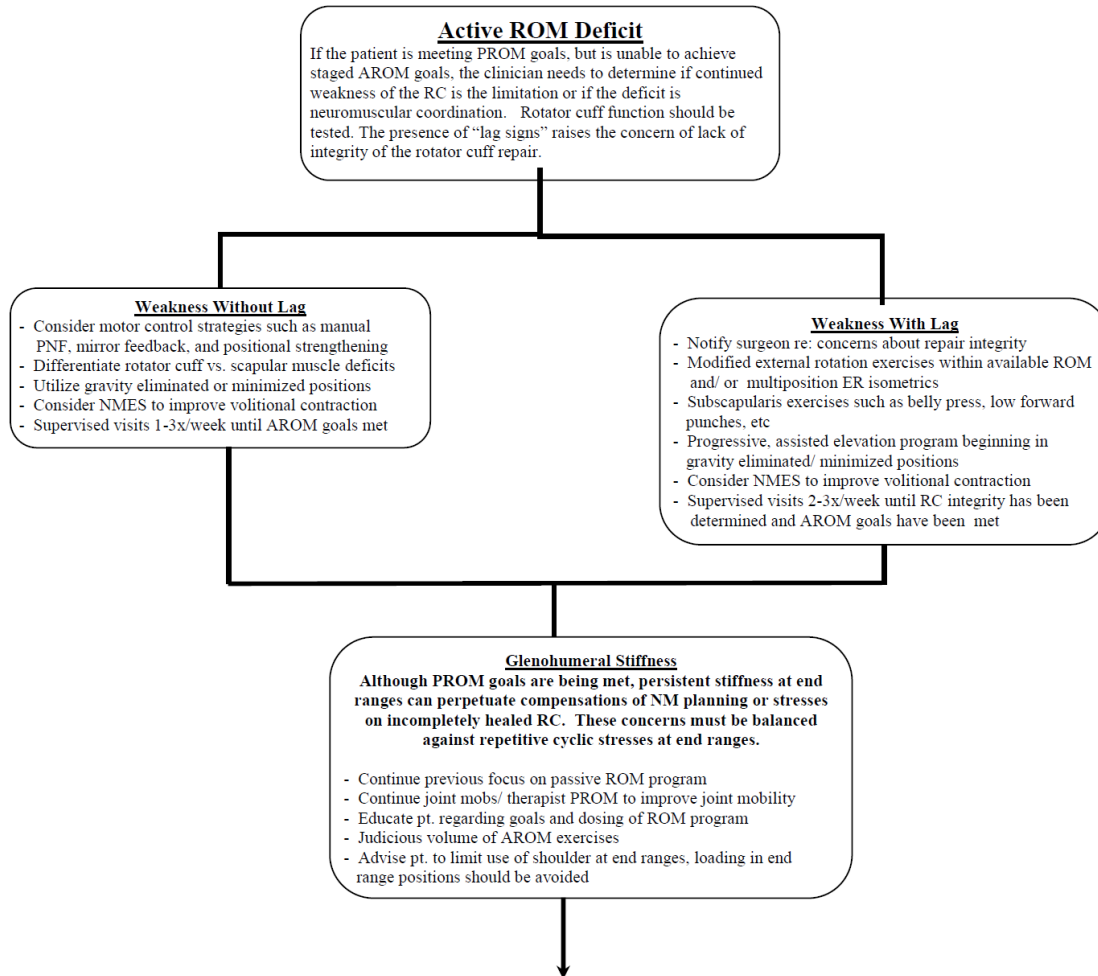 Active ROM Deficit
If the patient is meeting PROM goals, but is unable to achieve
staged AROM goals, the clinician needs to determine if continued
weakness of the RC is the limitation or if the deficit is
neuromuscular coordination.   Rotator cuff function should be
tested. The presence of “lag signs” raises the concern of lack of
integrity of the rotator cuff repair.
Weakness Without Lag
- Consider motor control strategies such as manual
PNF, mirror feedback, and positional strengthening
- Differentiate rotator cuff vs. scapular muscle deficits
- Utilize gravity eliminated or minimized positions
- Consider NMES to improve volitional contraction
- Supervised visits 1-3x/week until AROM goals met
Weakness With Lag
- Notify surgeon re: concerns about repair integrity
- Modified external rotation exercises within available ROM
and/ or  multiposition ER isometrics
- Subscapularis exercises such as belly press, low forward
punches, etc
- Progressive, assisted elevation program beginning in
gravity eliminated/ minimized positions
- Consider NMES to improve volitional contraction
- Supervised visits 2-3x/week until RC integrity has been
determined and AROM goals have been  met
Glenohumeral Stiffness
Although PROM goals are being met, persistent stiffness at end
ranges can perpetuate compensations of NM planning or stresses
on incompletely healed RC.  These concerns must be balanced
against repetitive cyclic stresses at end ranges.
- Continue previous focus on passive ROM program
- Continue joint mobs/ therapist PROM to improve joint mobility
- Educate pt. regarding goals and dosing of ROM program
- Judicious volume of AROM exercises
- Advise pt. to limit use of shoulder at end ranges, loading in end
range positions should be avoided